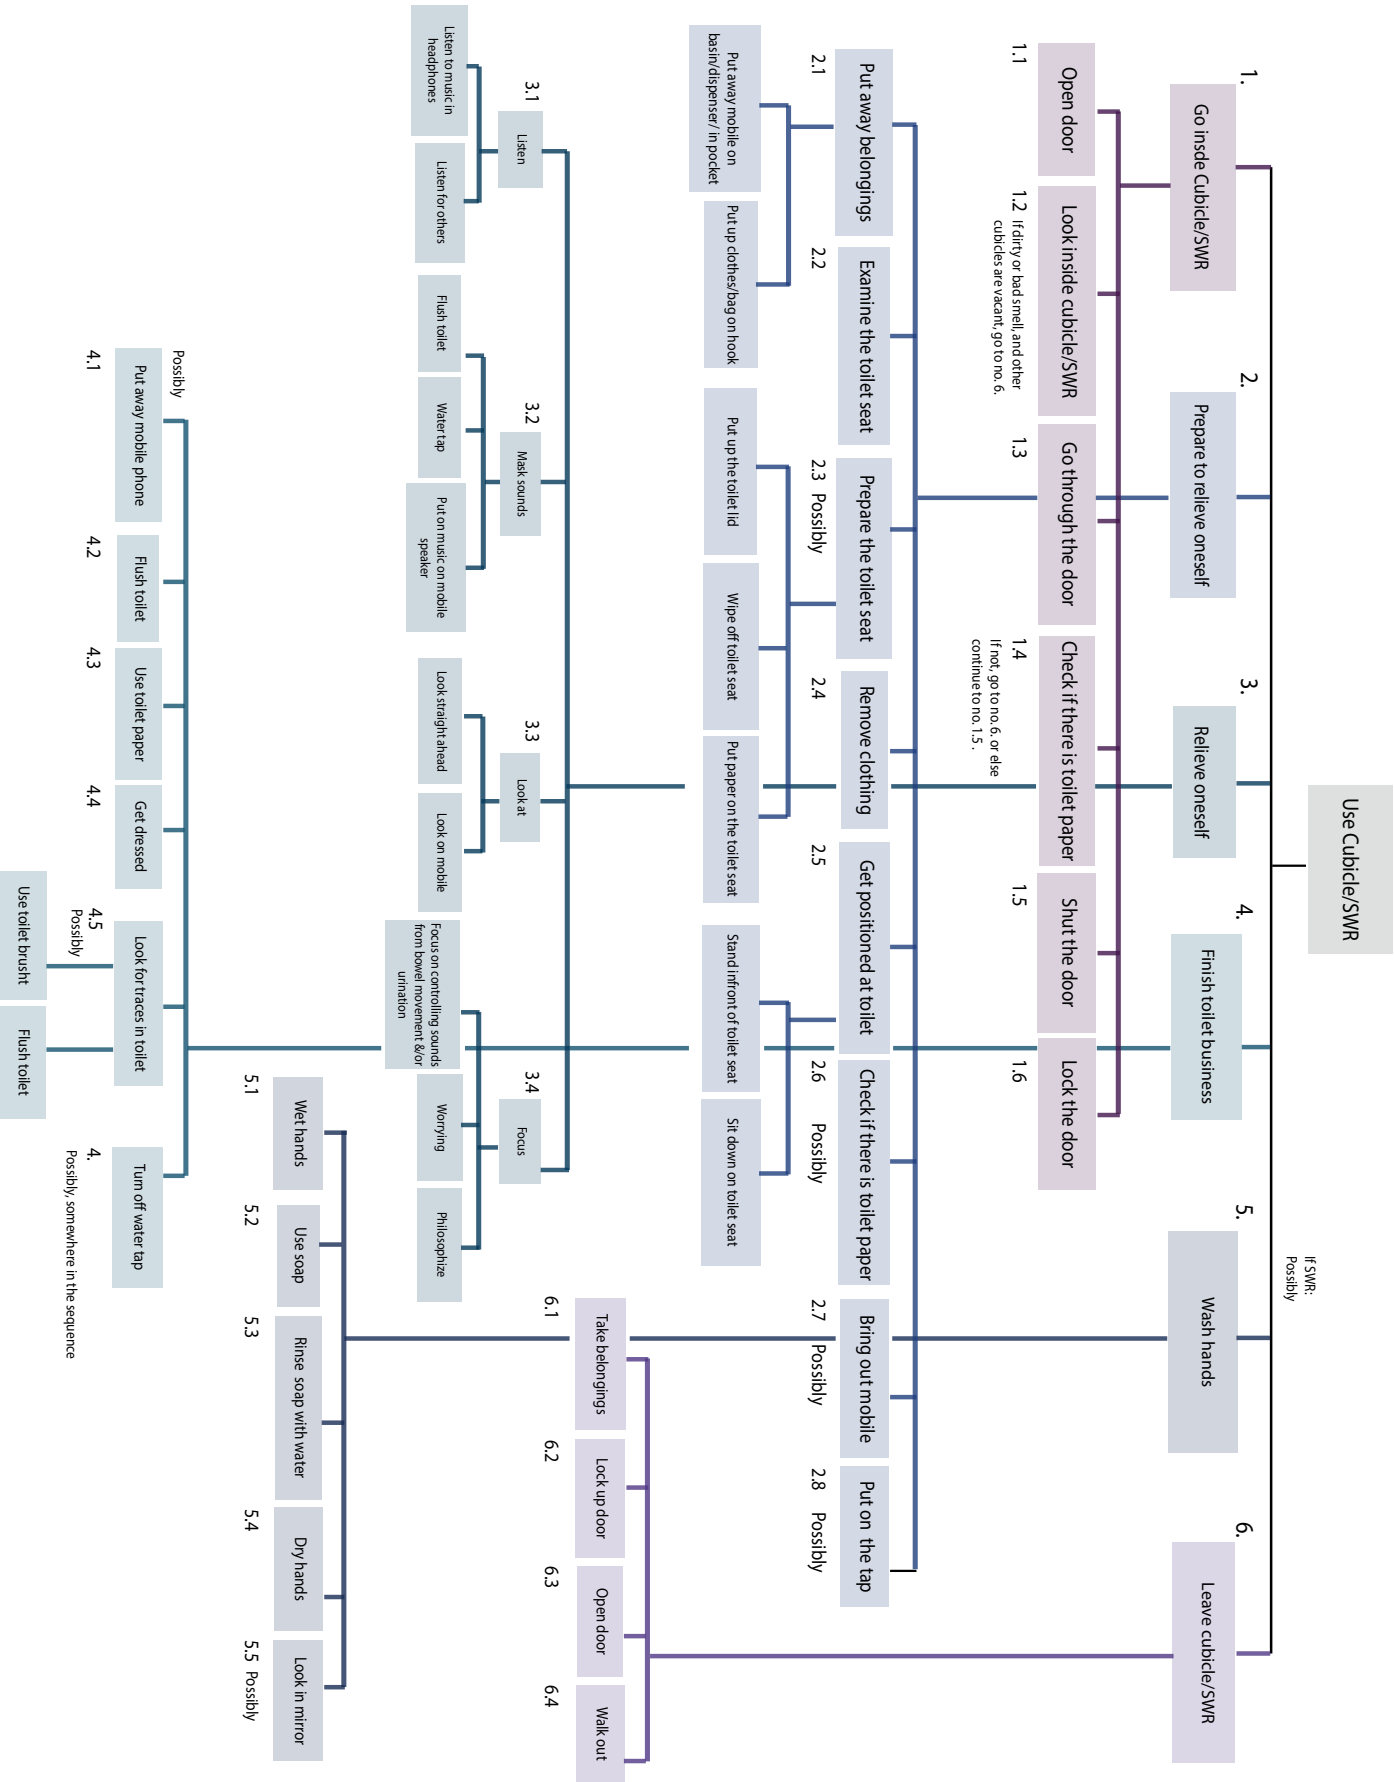 Use Cubicle/SWR
If SWR:
Possibly
1.
Go insde Cubicle/SWR
2.
Prepare to relieve oneself
3.
Relieve oneself
4.
Finish toilet business
5.
Wash hands
6.
Leave cubicle/SWR
Open door
1.1
Look inside cubicle/SWR
1.2 If dirty or bad smell, and other
cubicles are vacant, go to no. 6.
Go through the door
1.3
Check if there is toilet paper
1.4
If not, go to no. 6. or else
continue to no. 1.5 .
Shut the door
1.5
Lock the door
1.6
Put away belongings
2.1
Examine the toilet seat
2.2
Prepare the toilet seat
2.3 Possibly
Remove clothing
2.4
Get positioned at toilet
2.5
Check if there is toilet paper
2.6 Possibly
Bring out mobile
2.7 Possibly
Put on the tap
2.8 Possibly
Put away mobile on
basin/dispenser/ in pocket
Put up clothes/bag on hook
Put up the toilet lid
Wipe off toilet seat
Put paper on the toilet seat
Stand infront of toilet seat
Sit down on toilet seat
3.1
Listen
3.2
Mask sounds
3.3
Look at
3.4
Focus
Listen to music in
headphones
Listen for others
Flush toilet
Water tap
Put on music on mobile
speaker
Look straight ahead
Look on mobile
Focus on controlling sounds
from bowel movement &/or
urination
Worrying
Philosophize
6.1
Take belongings
6.2
Lock up door
6.3
Open door
6.4
Walk out
Wet hands
5.1
Use soap
5.2
Rinse soap with water
5.3
Dry hands
5.4
Look in mirror
5.5 Possibly
Possibly
Put away mobile phone
4.1
Flush toilet
4.2
Use toilet paper
4.3
Get dressed
4.4
Look for traces in toilet
4.5
Possibly
Turn off water tap
4.
Possibly, somewhere in the sequence
Use toilet brusht
Flush toilet